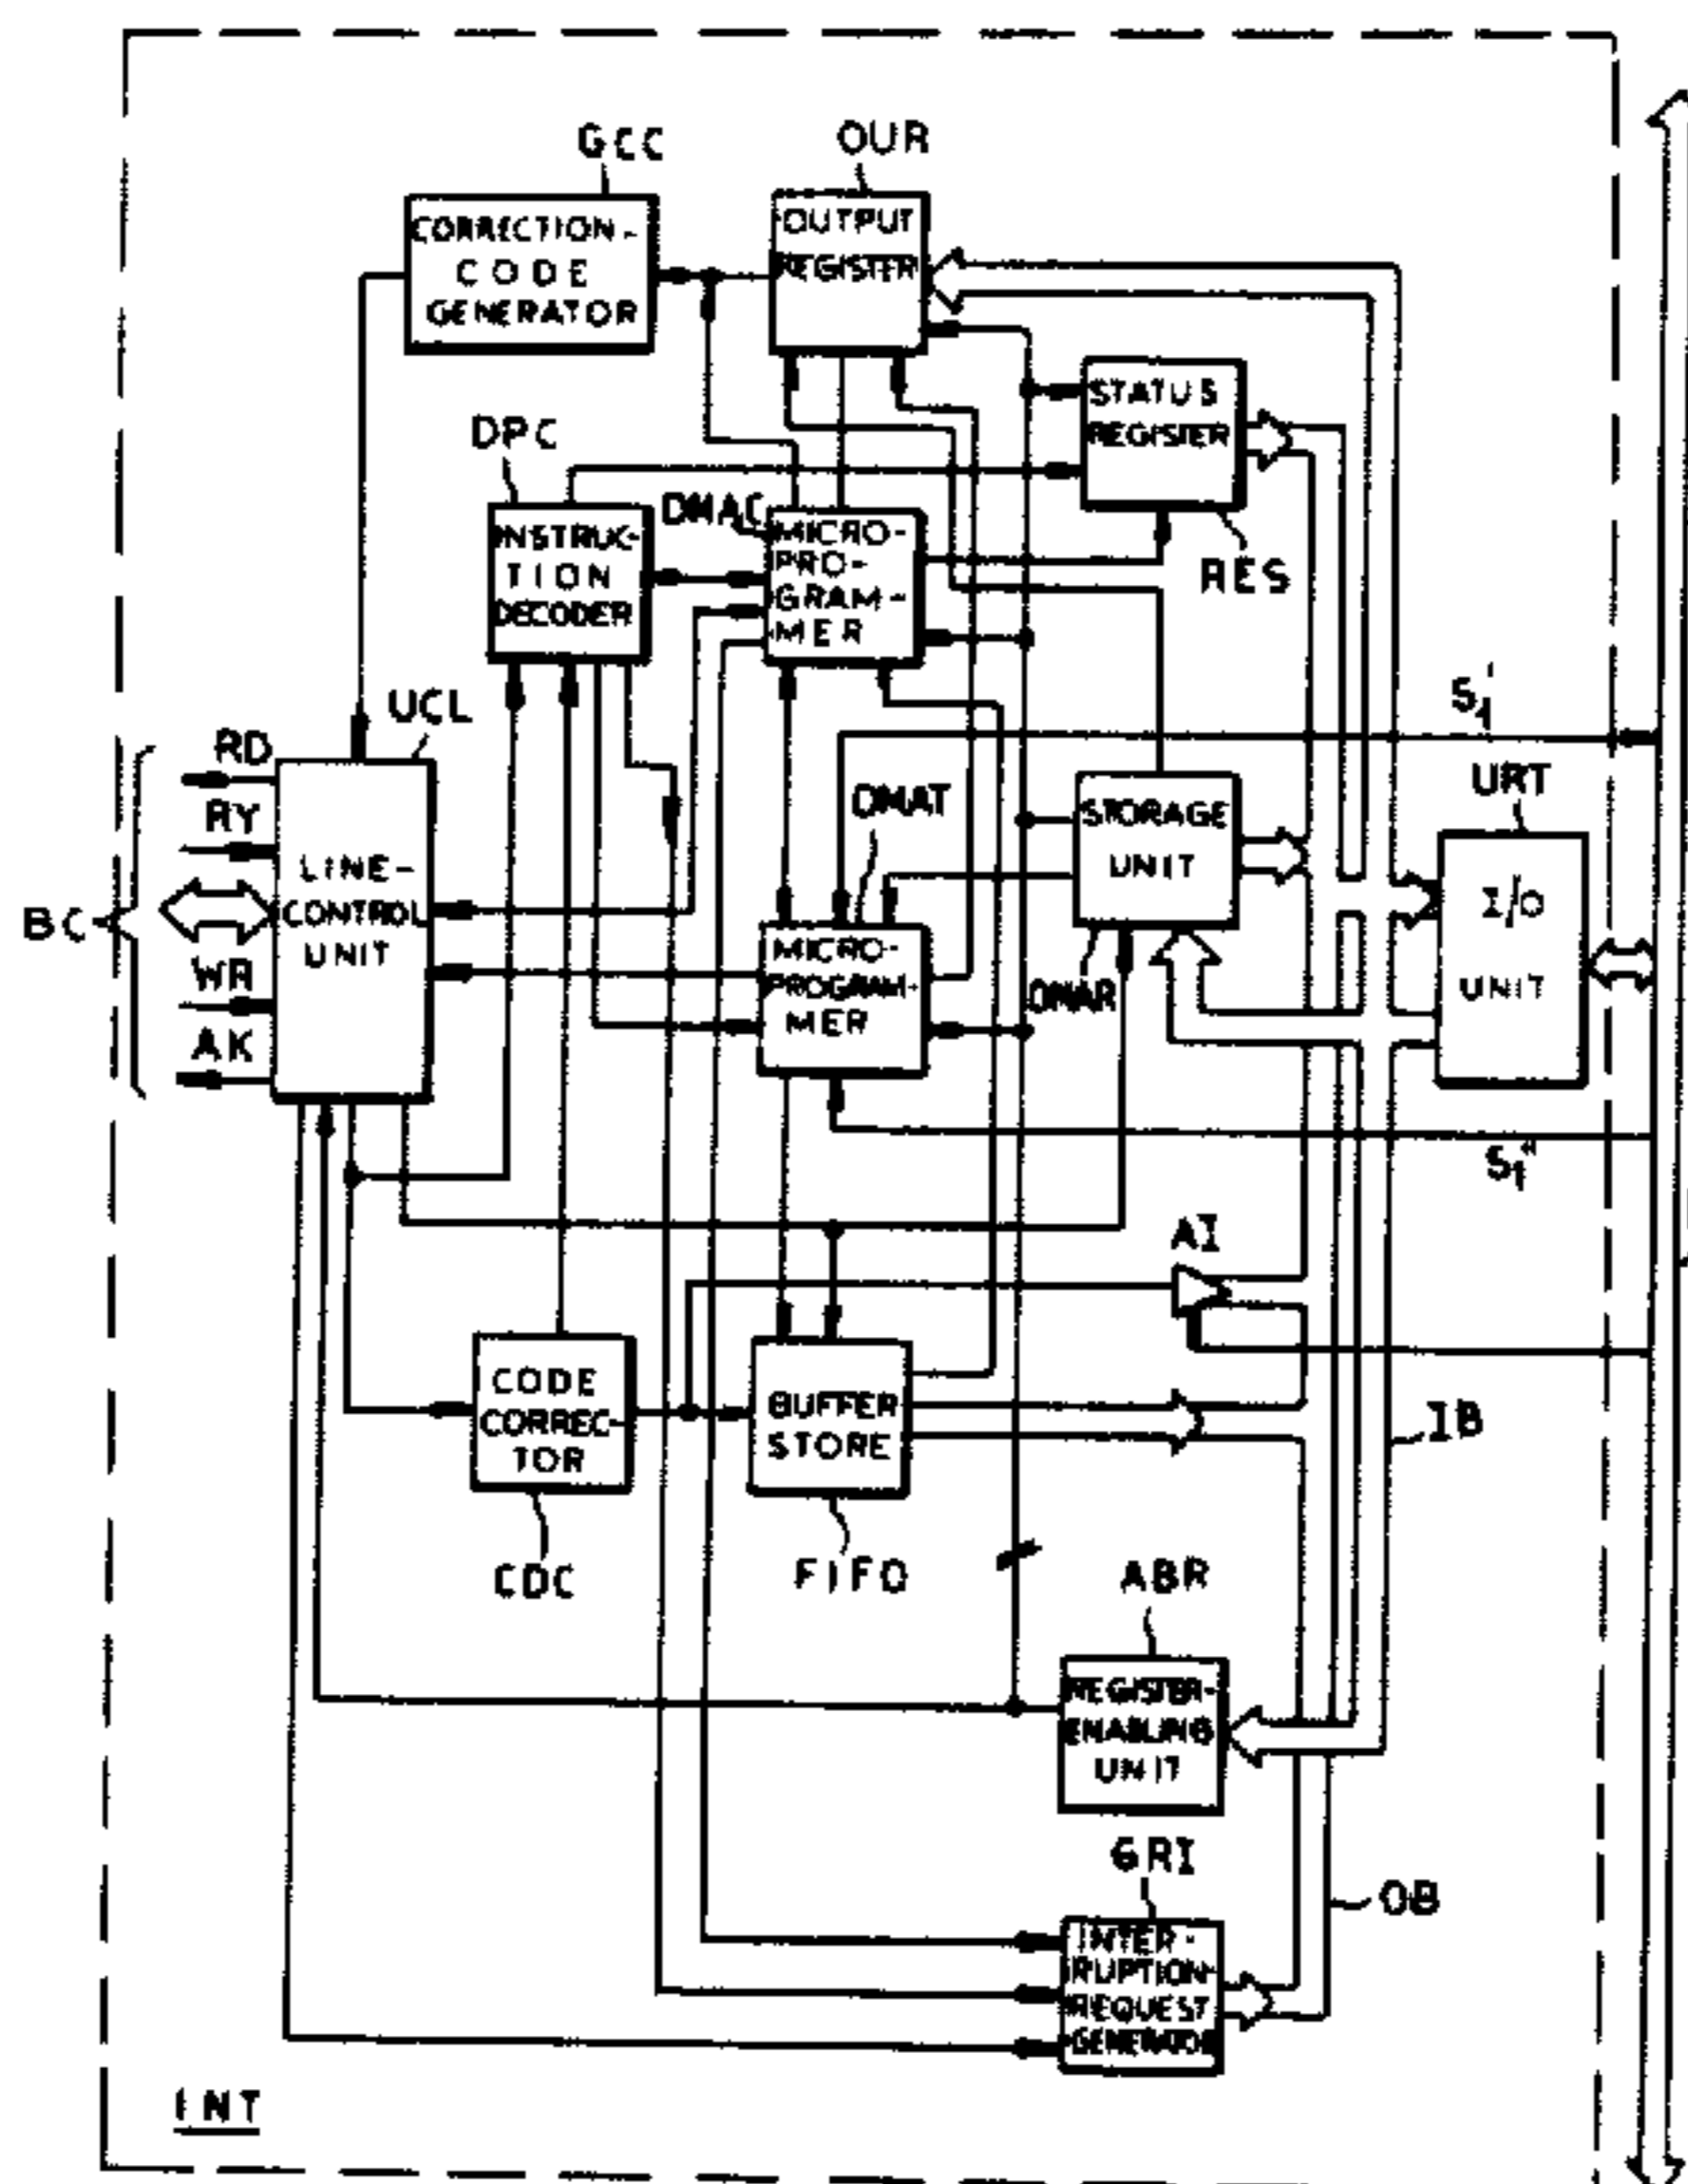 GCC
OUR
CORRECTION-
CODE
GENERATOR
OUTPUT
REGISTER
STATUS
REGISTER
DPC
DMAC
INSTRUC-
TION
DECODER
MICRO-
PRO-
GRAM-
MER
RES
UCL
S1'
RD
RY
BC
WR
AK
LINE-
CONTROL
UNIT
DMAT
STORAGE
UNIT
URT
I/O
UNIT
MICRO-
PROGRAM-
MER
DMAR
S1"
AI
CODE
CORREC-
TOR
BUFFER
STORE
IB
CDC
FIFO
ABR
REGISTER-
ENABLING
UNIT
GRI
OB
INTER-
RUPTION-
REQUEST
GENERATOR
INT